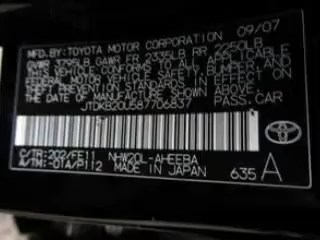 MFD. BY: TOYOTA MOTOR CORPORATION 09/07
GVWR 3795LB GAWR FR 2335LB RR 2250LB
THIS VEHICLE CONFORMS TO ALL APPLICABLE
FEDERAL MOTOR VEHICLE SAFETY, BUMPER, AND
THEFT PREVENTION STANDARDS IN EFFECT ON
THE DATE OF MANUFACTURE SHOWN ABOVE.
JTDKB20U587706837 PASS.CAR
C/TR: 202/FE11 NHW20L-AHEEBA
A/TM: -01A/P112 MADE IN JAPAN 635 A